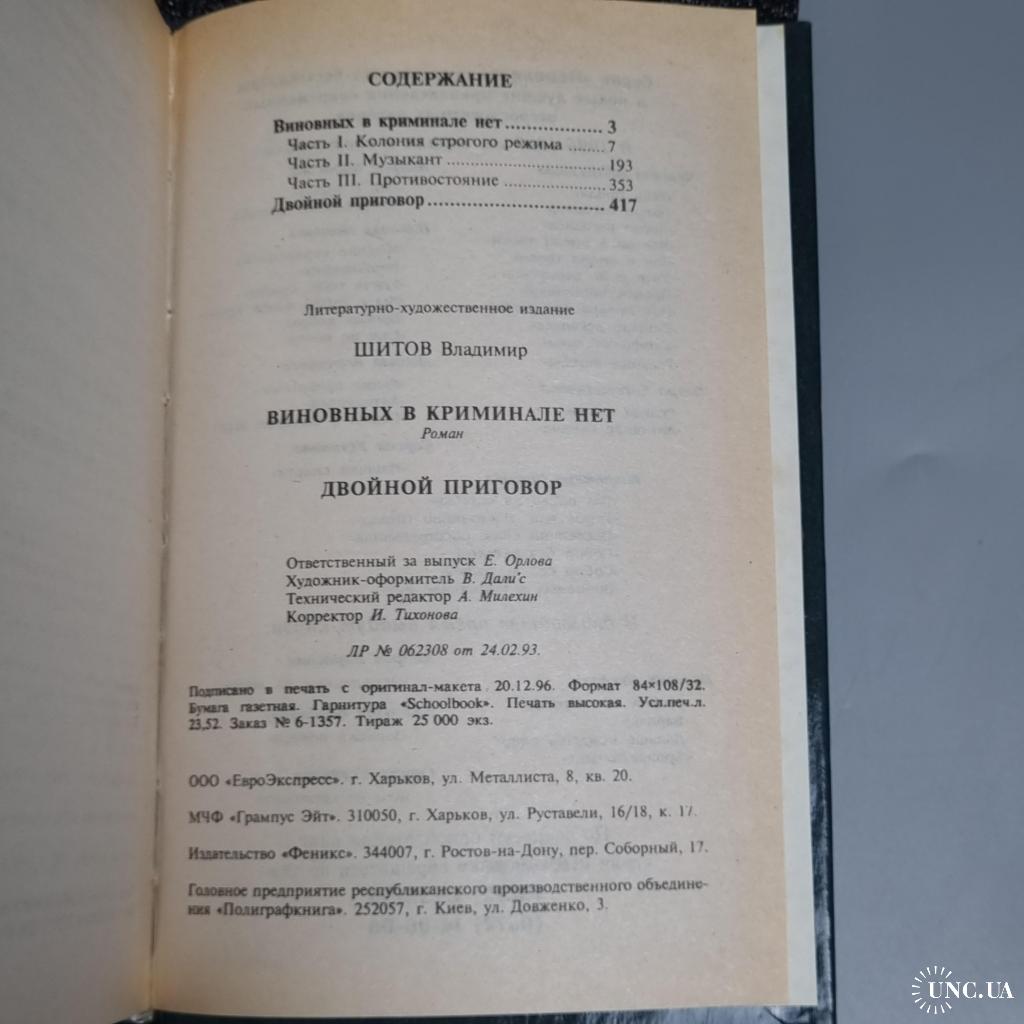 СОДЕРЖАНИЕ
Виновных в криминале нет.................. 3
Часть I. Колония строгого режима ........ 7
Часть II. Музыкант ........................... 193
Часть III. Противостояние .................. 353
Двойной приговор............................. 417
Литературно-художественное издание
ШИТОВ Владимир
ВИНОВНЫХ В КРИМИНАЛЕ НЕТ
Роман
ДВОЙНОЙ ПРИГОВОР
Ответственный за выпуск Е. Орлова
Художник-оформитель В. Дали'с
Технический редактор А. Милехин
Корректор И. Тихонова
ЛР № 062308 от 24.02.93.
Подписано в печать с оригинал-макета 20.12.96. Формат 84×108/32.
Бумага газетная. Гарнитура «Schoolbook». Печать высокая. Усл.печ.л.
23,52. Заказ № 6-1357. Тираж 25 000 экз.
ООО «ЕвроЭкспресс». г. Харьков, ул. Металлиста, 8, кв. 20.
МЧФ «Грампус Эйт». 310050, г. Харьков, ул. Руставели, 16/18, к. 17.
Издательство «Феникс». 344007, г. Ростов-на-Дону, пер. Соборный, 17.
Головное предприятие республиканского производственного объедине-
ния «Полиграфкнига». 252057, г. Киев, ул. Довженко, 3.
UNC.UA